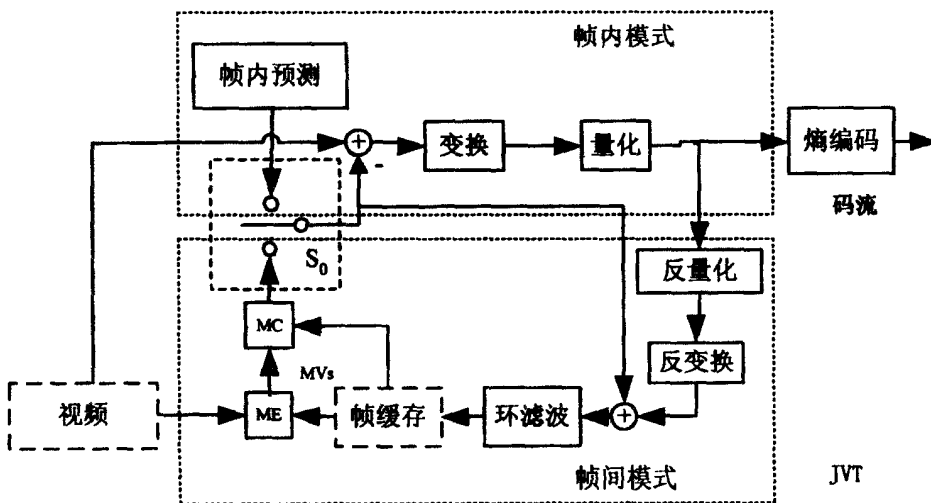 帧内模式
帧内预测
+
-
变换
量化
熵编码
码流
S0
反量化
MC
反变换
MVs
视频
ME
帧缓存
环滤波
+
帧间模式
JVT